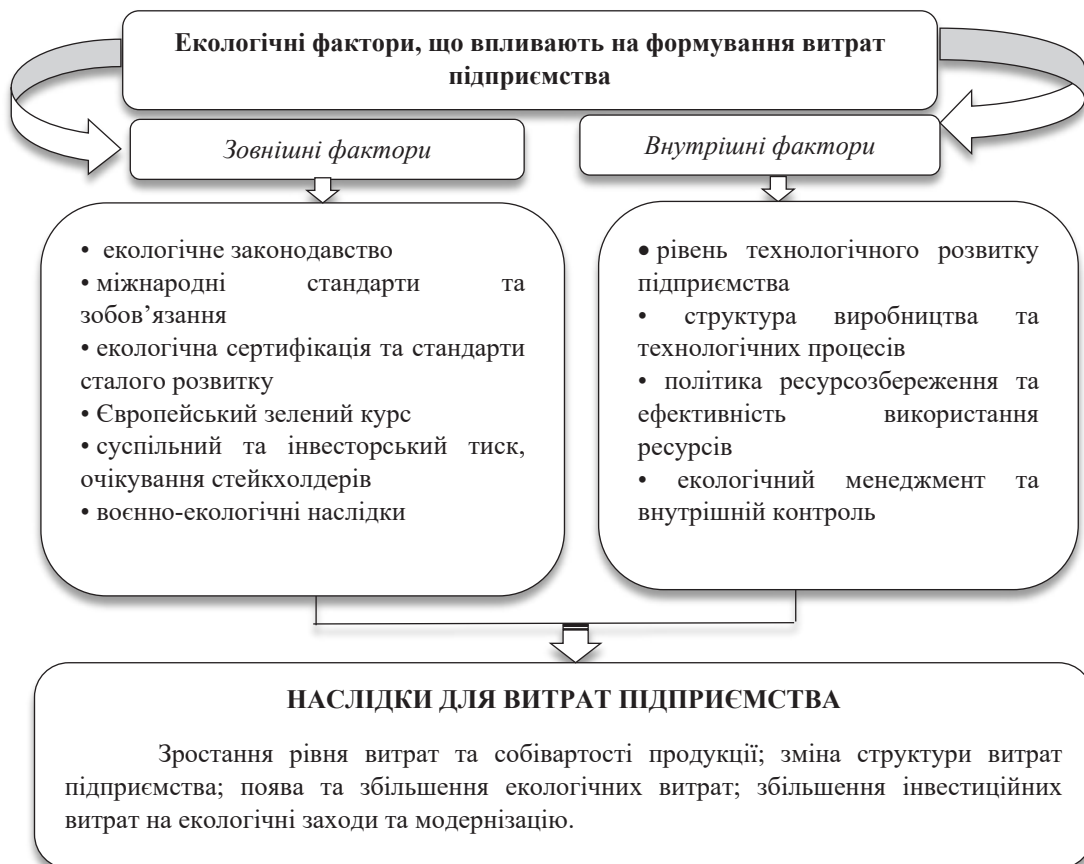 Екологічні фактори, що впливають на формування витрат
підприємства
Зовнішні фактори
Внутрішні фактори
• екологічне законодавство
• міжнародні стандарти та
зобов’язання
• екологічна сертифікація та стандарти
сталого розвитку
• Європейський зелений курс
• суспільний та інвесторський тиск,
очікування стейкхолдерів
• воєнно-екологічні наслідки
• рівень технологічного розвитку
підприємства
• структура виробництва та
технологічних процесів
• політика ресурсозбереження та
ефективність використання
ресурсів
• екологічний менеджмент та
внутрішній контроль
НАСЛІДКИ ДЛЯ ВИТРАТ ПІДПРИЄМСТВА
Зростання рівня витрат та собівартості продукції; зміна структури витрат
підприємства; поява та збільшення екологічних витрат; збільшення інвестиційних
витрат на екологічні заходи та модернізацію.